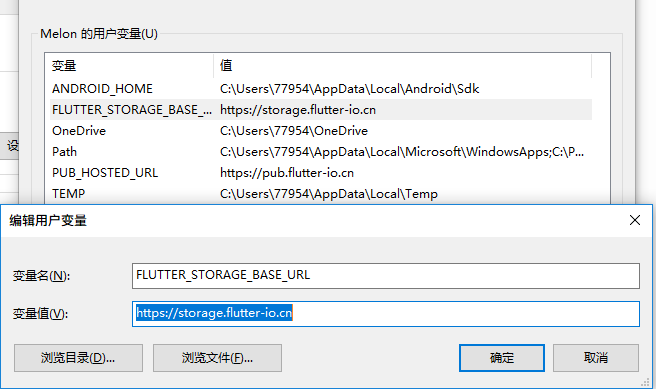 Melon 的用户变量(U)
变量 值
ANDROID_HOME C:\Users\77954\AppData\Local\Android\Sdk
FLUTTER_STORAGE_BASE_... https://storage.flutter-io.cn
OneDrive C:\Users\77954\OneDrive
Path C:\Users\77954\AppData\Local\Microsoft\WindowsApps;C:\P...
设
PUB_HOSTED_URL https://pub.flutter-io.cn
TEMP C:\Users\77954\AppData\Local\Temp
编辑用户变量
变量名(N): FLUTTER_STORAGE_BASE_URL
变量值(V): https://storage.flutter-io.cn
浏览目录(D)... 浏览文件(F)... 确定 取消